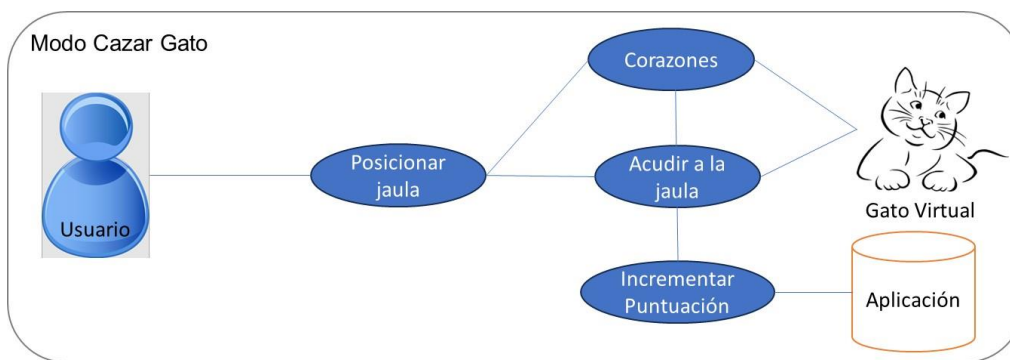 Modo Cazar Gato
Corazones
Posicionar
jaula
Acudir a la
jaula
Usuario
Gato Virtual
Incrementar
Puntuación
Aplicación